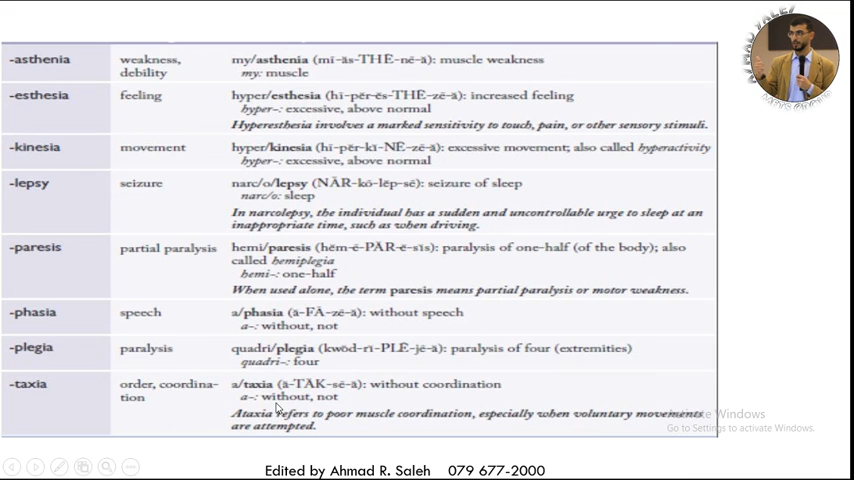 AHMAD SALEH
MEYS GROUP
-asthenia weakness, my/asthenia (mī-ās-THĒ-nē-ă): muscle weakness
debility my: muscle
-esthesia feeling hyper/esthesia (hī-pĕr-ĕs-THĒ-zē-ă): increased feeling
hyper-: excessive, above normal
Hyperesthesia involves a marked sensitivity to touch, pain, or other sensory stimuli.
-kinesia movement hyper/kinesia (hī-pĕr-kĭ-NĒ-zē-ă): excessive movement; also called hyperactivity
hyper-: excessive, above normal
-lepsy seizure narc/o/lepsy (NĂR-kō-lĕp-sē): seizure of sleep
narc/o: sleep
In narcolepsy, the individual has a sudden and uncontrollable urge to sleep at an
inappropriate time, such as when driving.
-paresis partial paralysis hemi/paresis (hĕm-ē-PĂR-ĕ-sĭs): paralysis of one-half (of the body); also
called hemiplegia
hemi-: one-half
When used alone, the term paresis means partial paralysis or motor weakness.
-phasia speech a/phasia (ă-FĀ-zē-ă): without speech
a-: without, not
-plegia paralysis quadri/plegia (kwŏd-rĭ-PLĒ-jē-ă): paralysis of four (extremities)
quadri-: four
-taxia order, coordina- a/taxia (ă-TĂK-sē-ă): without coordination
tion a-: without, not
Ataxia refers to poor muscle coordination, especially when voluntary movements
are attempted.
Activate Windows
Go to Settings to activate Windows.
Edited by Ahmad R. Saleh 079 677-2000